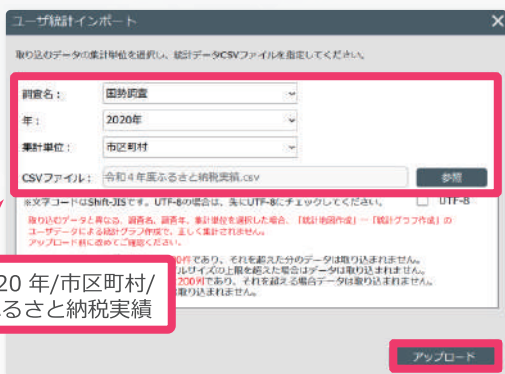 ユーザ統計インポート ×
取り込むデータの集計単位を選択し、統計データCSVファイルを指定してください。
調査名： 国勢調査
年： 2020年
集計単位： 市区町村
CSVファイル： 令和４年度ふるさと納税実績.csv 参照
※文字コードはShift-JISです。UTF-8の場合は、先にUTF-8にチェックしてください。 UTF-8
取り込むデータと異なる、調査名、調査年、集計単位を選択した場合、「統計地図作成」－「統計グラフ作成」の
ユーザデータによる統計グラフ作成で、正しく集計されません。
アップロード前に改めてご確認ください。
件であり、それを超えた分のデータは取り込まれません。
ルサイズの上限を超えた場合はデータは取り込まれません。
200列であり、それを超える場合データは取り込まれません。
は取り込まれません。
20 年/市区町村/
るさと納税実績
アップロード